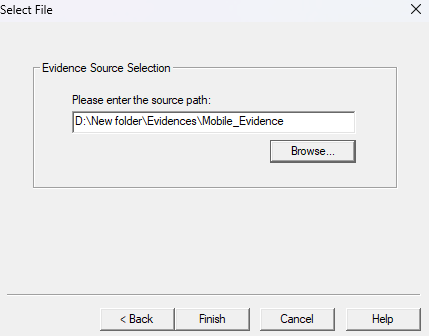 Select File
Evidence Source Selection
Please enter the source path:
D:\New folder\Evidences\Mobile_Evidence
Browse...
< Back
Finish
Cancel
Help